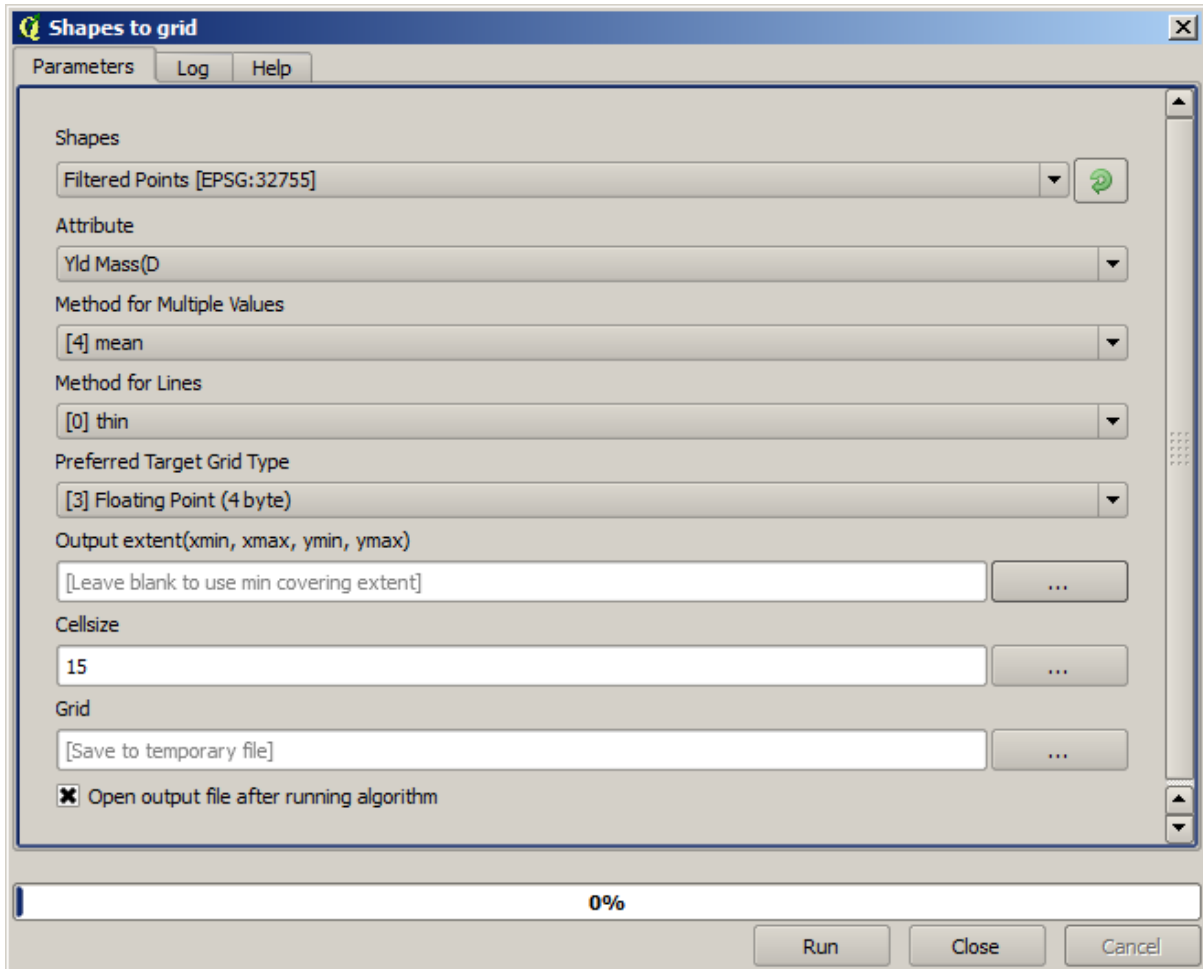 Shapes to grid
Parameters Log Help
Shapes
Filtered Points [EPSG:32755]
Attribute
Yld Mass(D
Method for Multiple Values
[4] mean
Method for Lines
[0] thin
Preferred Target Grid Type
[3] Floating Point (4 byte)
Output extent(xmin, xmax, ymin, ymax)
[Leave blank to use min covering extent] ...
Cellsize
15 ...
Grid
[Save to temporary file] ...
Open output file after running algorithm
0%
Run Close Cancel